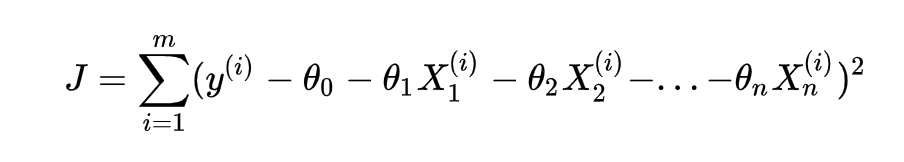 J = \sum_{i=1}^{m} (y^{(i)} - \theta_0 - \theta_1 X_1^{(i)} - \theta_2 X_2^{(i)} - \ldots - \theta_n X_n^{(i)})^2